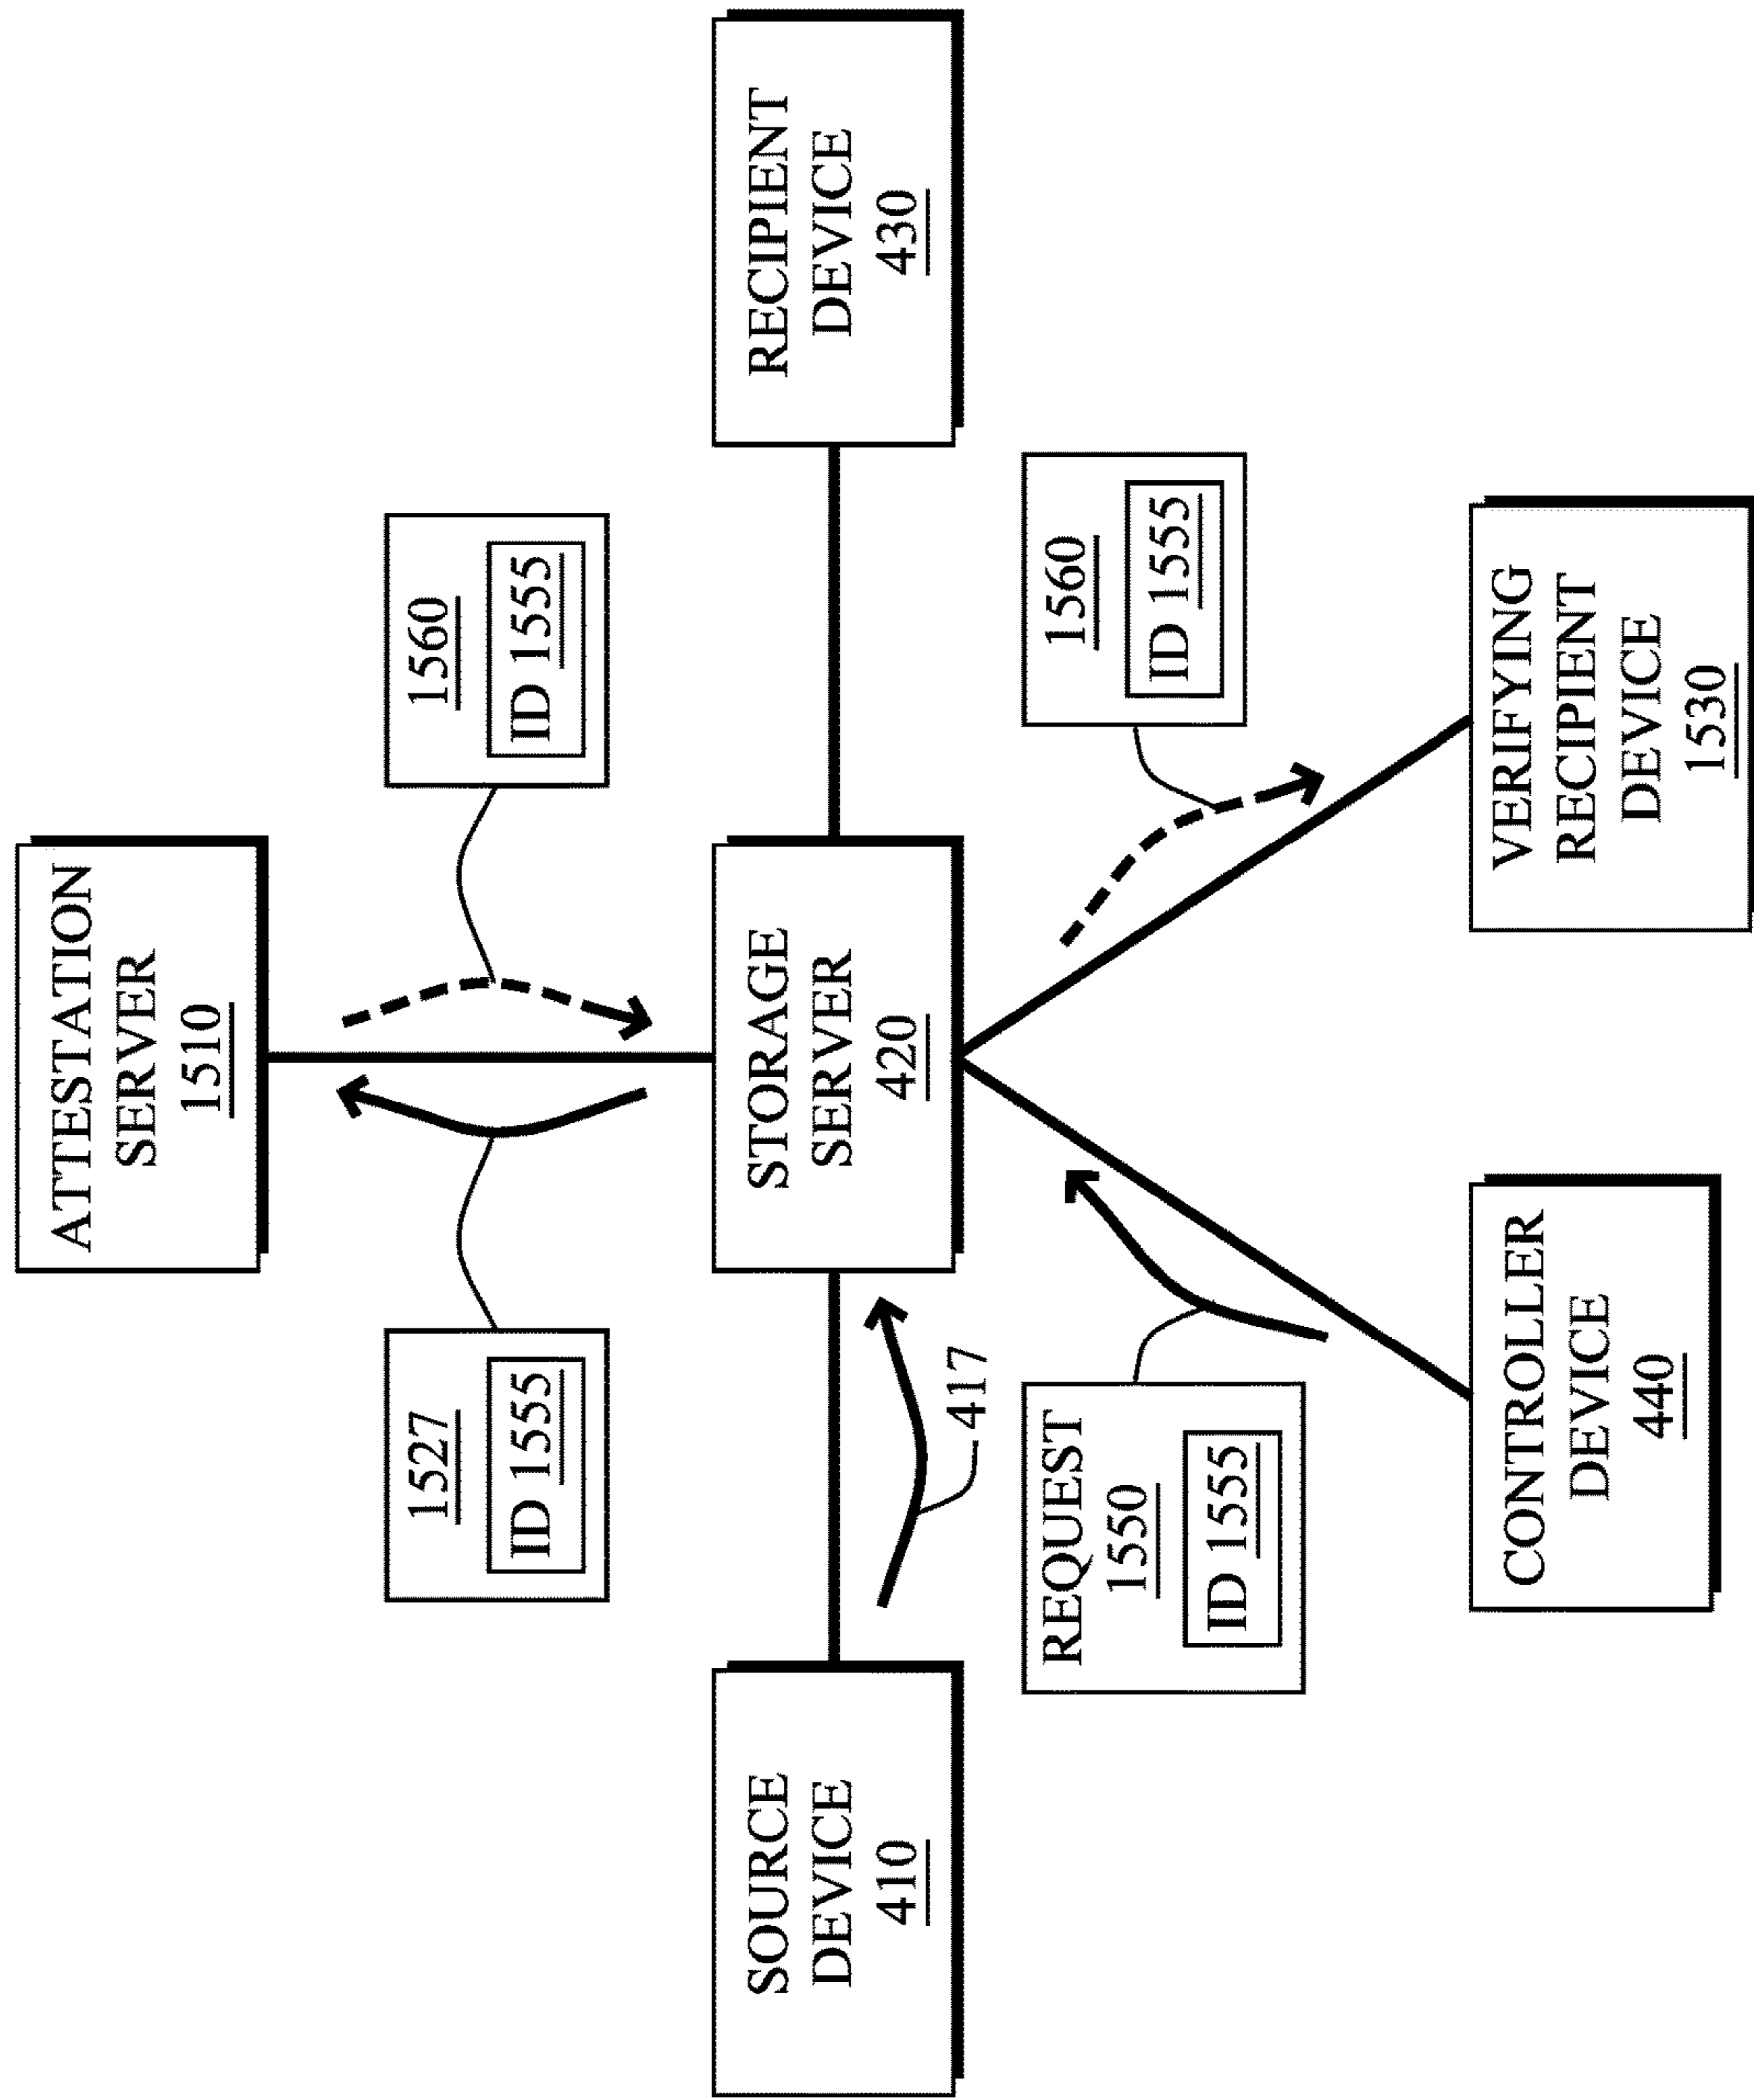 ATTESTATION
SERVER
1510
1527
ID 1555
1560
ID 1555
SOURCE
DEVICE
410
STORAGE
SERVER
420
RECIPIENT
DEVICE
430
417
REQUEST
1550
ID 1555
1560
ID 1555
CONTROLLER
DEVICE
440
VERIFYING
RECIPIENT
DEVICE
1530